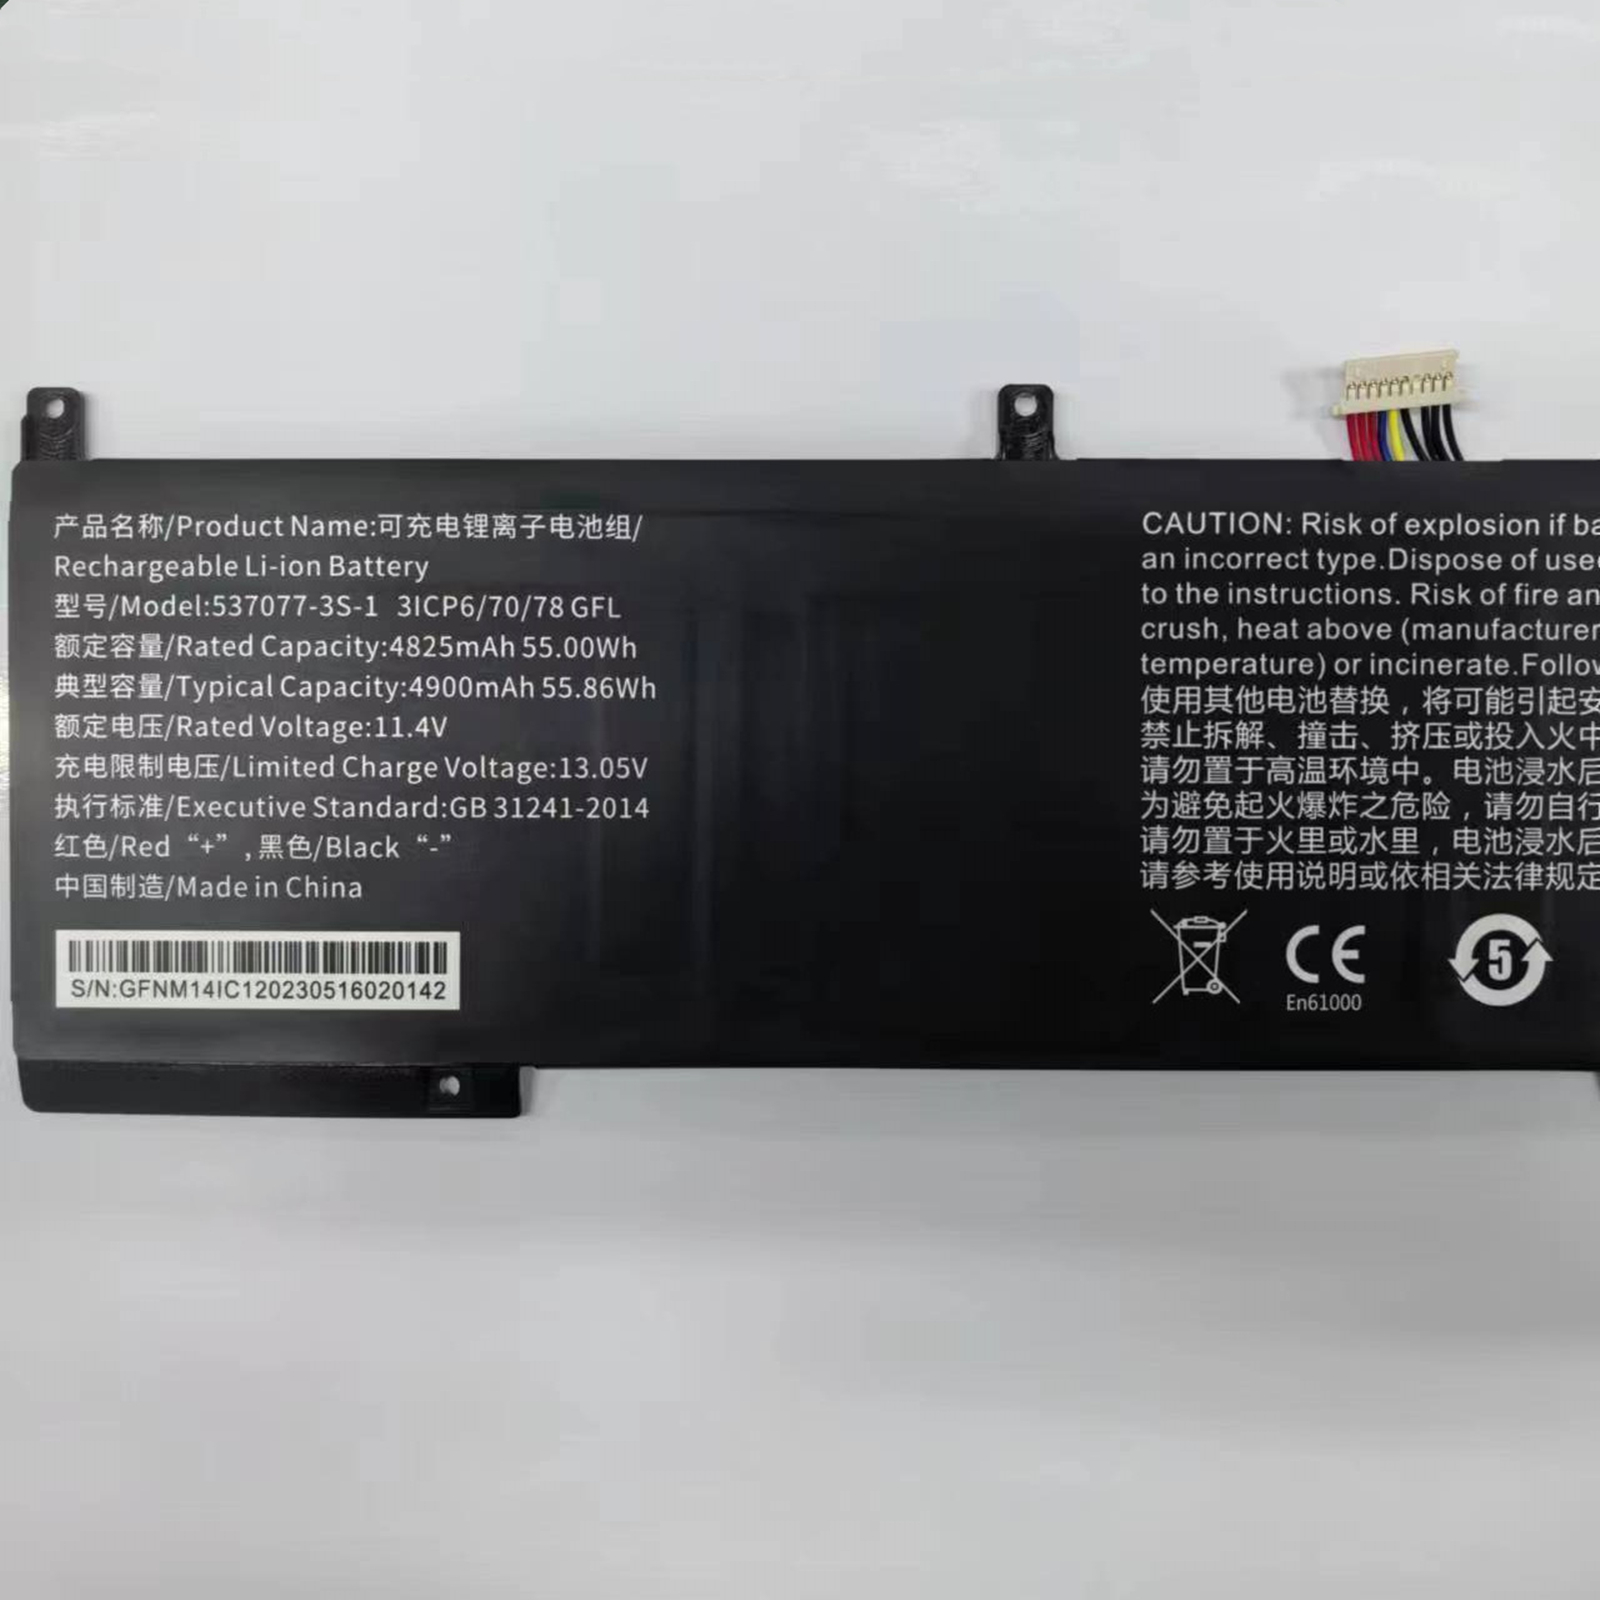 产品名称/Product Name:可充电锂离子电池组/
Rechargeable Li-ion Battery
型号/Model:537077-3S-1 3ICP6/70/78 GFL
额定容量/Rated Capacity:4825mAh 55.00Wh
典型容量/Typical Capacity:4900mAh 55.86Wh
额定电压/Rated Voltage:11.4V
充电限制电压/Limited Charge Voltage:13.05V
执行标准/Executive Standard:GB 31241-2014
红色/Red“+”,黑色/Black“-”
中国制造/Made in China
S/N:GFNM14IC120230516020142
CAUTION: Risk of explosion if
an incorrect type.Dispose of
to the instructions. Risk of fire
crush, heat above (manufacturer
temperature) or incinerate.
使用其他电池替换，将可能引起
禁止拆解、撞击、挤压或投入火中
请勿置于高温环境中。电池浸水后
为避免起火爆炸之危险，请勿自行
请勿置于火里或水里，电池浸水后
请参考使用说明或依相关法律规定
CE
En61000
5